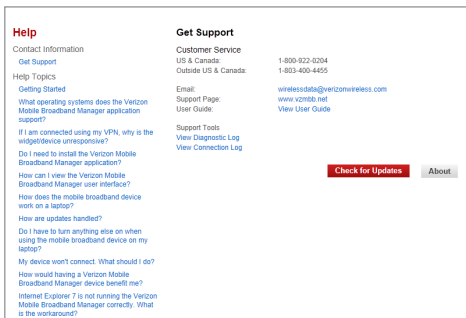 Help
Contact Information
Get Support
Help Topics
Getting Started
What operating systems does the Verizon
Mobile Broadband Manager application
support?
If I am connected using my VPN, why is the
widget/device unresponsive?
Do I need to install the Verizon Mobile
Broadband Manager application?
How can I view the Verizon Mobile
Broadband Manager user interface?
How does the mobile broadband device
work on a laptop?
How are updates handled?
Do I have to turn anything else on when
using the mobile broadband device on my
laptop?
My device won't connect. What should I do?
How would having a Verizon Mobile
Broadband Manager device benefit me?
Internet Explorer 7 is not running the Verizon
Mobile Broadband Manager correctly. What
is the workaround?
Get Support
Customer Service
US & Canada: 1-800-922-0204
Outside US & Canada: 1-803-400-4455
Email: wirelessdata@verizonwireless.com
Support Page: www.vzmbb.net
User Guide: View User Guide
Support Tools
View Diagnostic Log
View Connection Log
Check for Updates
About